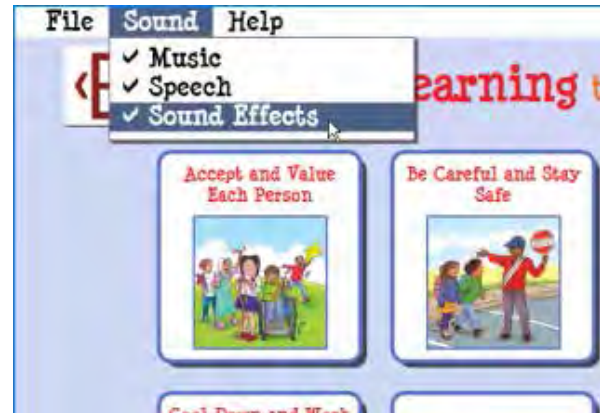 File Sound Help
Music
Speech
Sound Effects
earning
Accept and Value
Each Person
Be Careful and Stay
Safe